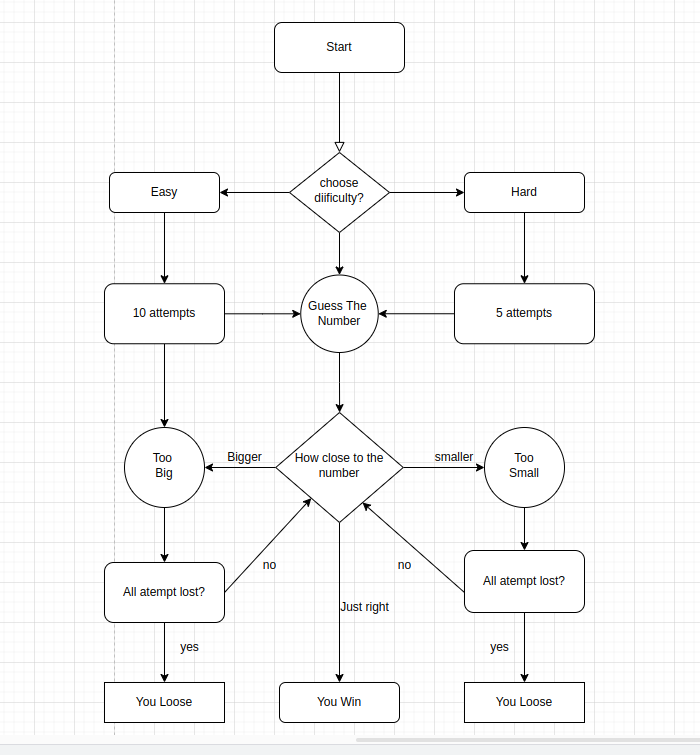 Start
choose
diificulty?
Easy
Hard
10 attempts
Guess The
Number
5 attempts
Too
Big
Bigger
How close to the
number
smaller
Too
Small
All atempt lost?
no
no
All atempt lost?
Just right
yes
yes
You Loose
You Win
You Loose